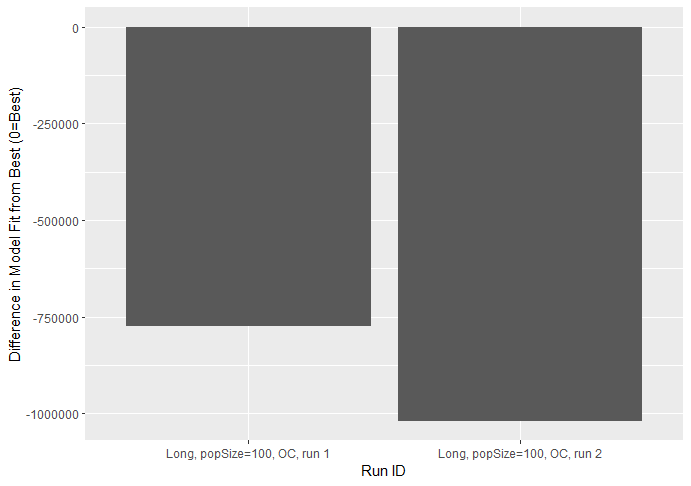 Difference in Model Fit from Best (0=Best)
0
-250000
-500000
-750000
-1000000
Long, popSize=100, OC, run 1
Long, popSize=100, OC, run 2
Run ID